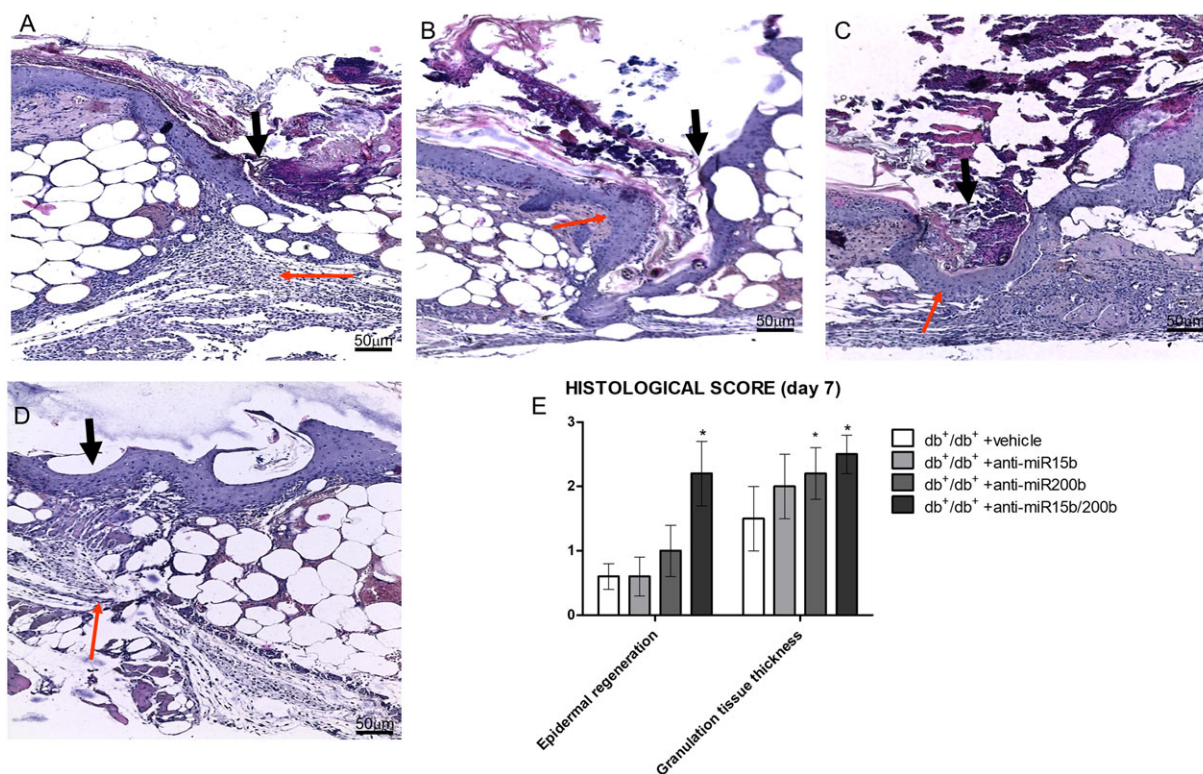 A
50µm
B
50µm
C
50µm
D
50µm
E
HISTOLOGICAL SCORE (day 7)
3
2
1
0
*
*
*
Epidermal regeneration
Granulation tissue thickness
db⁺/db⁺ +vehicle
db⁺/db⁺ +anti-miR15b
db⁺/db⁺ +anti-miR200b
db⁺/db⁺ +anti-miR15b/200b